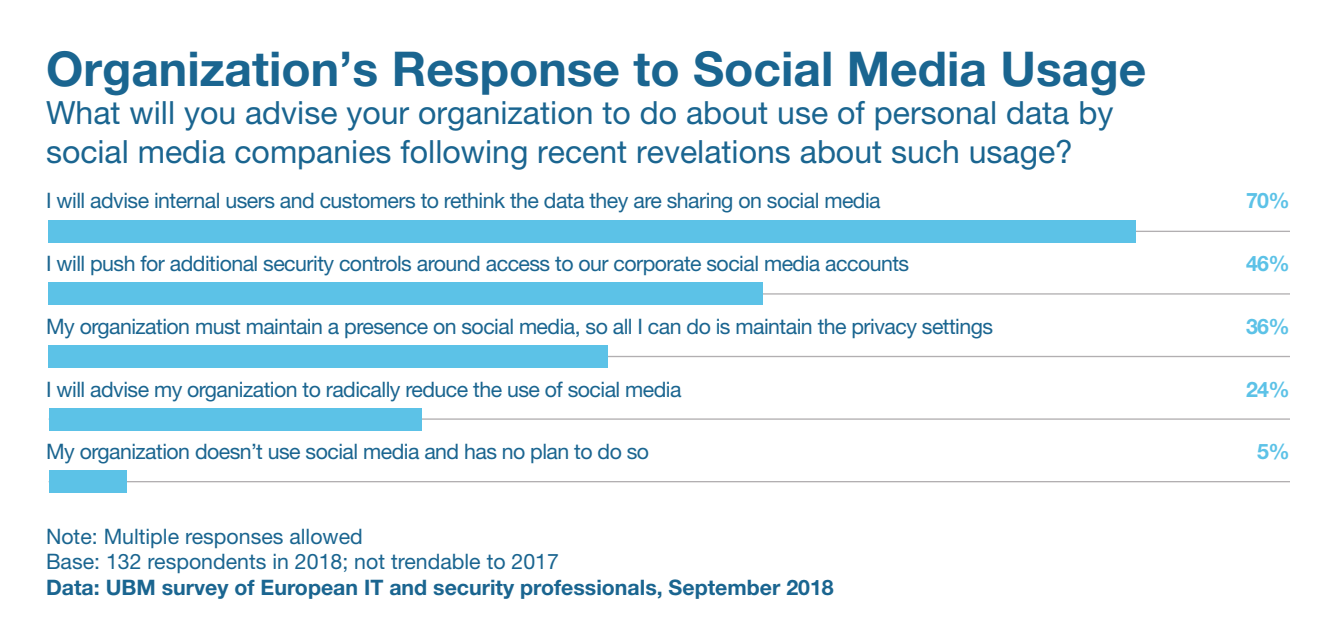 Organization’s Response to Social Media Usage
What will you advise your organization to do about use of personal data by
social media companies following recent revelations about such usage?
I will advise internal users and customers to rethink the data they are sharing on social media 70%
I will push for additional security controls around access to our corporate social media accounts 46%
My organization must maintain a presence on social media, so all I can do is maintain the privacy settings 36%
I will advise my organization to radically reduce the use of social media 24%
My organization doesn’t use social media and has no plan to do so 5%
Note: Multiple responses allowed
Base: 132 respondents in 2018; not trendable to 2017
Data: UBM survey of European IT and security professionals, September 2018